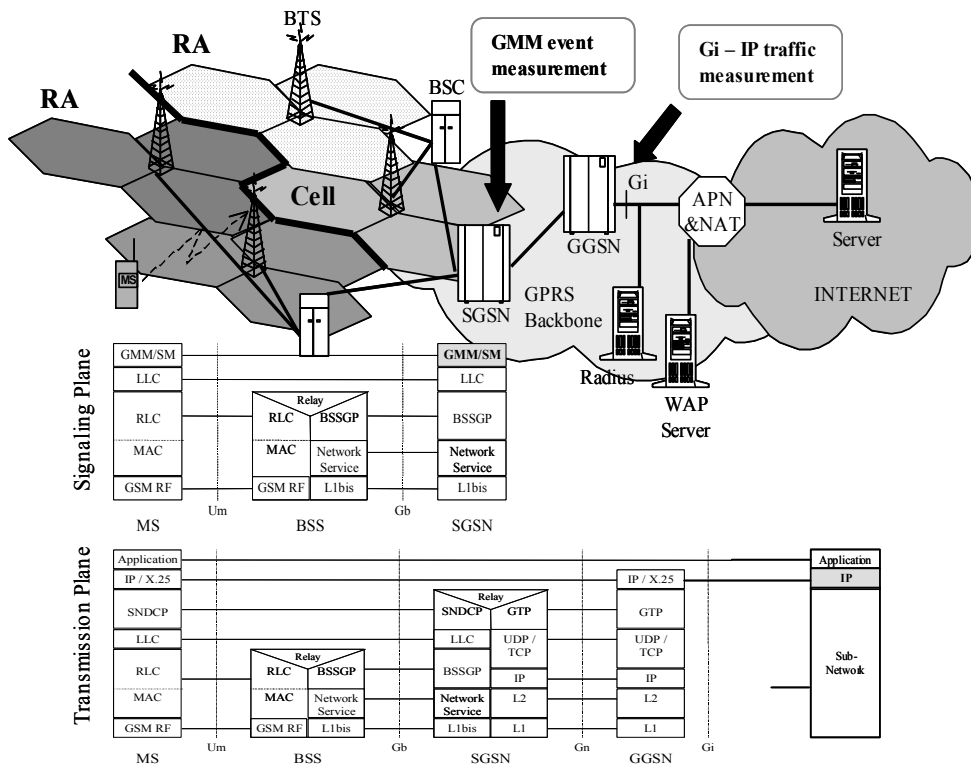 BTS
RA
RA
BSC
GMM event
measurement
Gi – IP traffic
measurement
Cell
Gi
APN
&NAT
GGSN
Server
MS
SGSN
GPRS
Backbone
INTERNET
Radius
WAP
Server
Signaling Plane
GMM/SM
GMM/SM
LLC
LLC
Relay
RLC
RLC
BSSGP
BSSGP
MAC
MAC
Network
Service
Network
Service
GSM RF
GSM RF
L1bis
L1bis
Um
Gb
MS
BSS
SGSN
Transmission Plane
Application
Application
IP / X.25
IP / X.25
IP
Relay
SNDCP
SNDCP
GTP
GTP
LLC
LLC
UDP /
TCP
UDP /
TCP
Relay
RLC
RLC
BSSGP
BSSGP
IP
IP
Sub-
Network
MAC
MAC
Network
Service
Network
Service
L2
L2
GSM RF
GSM RF
L1bis
L1bis
L1
L1
Um
Gb
Gn
Gi
MS
BSS
SGSN
GGSN